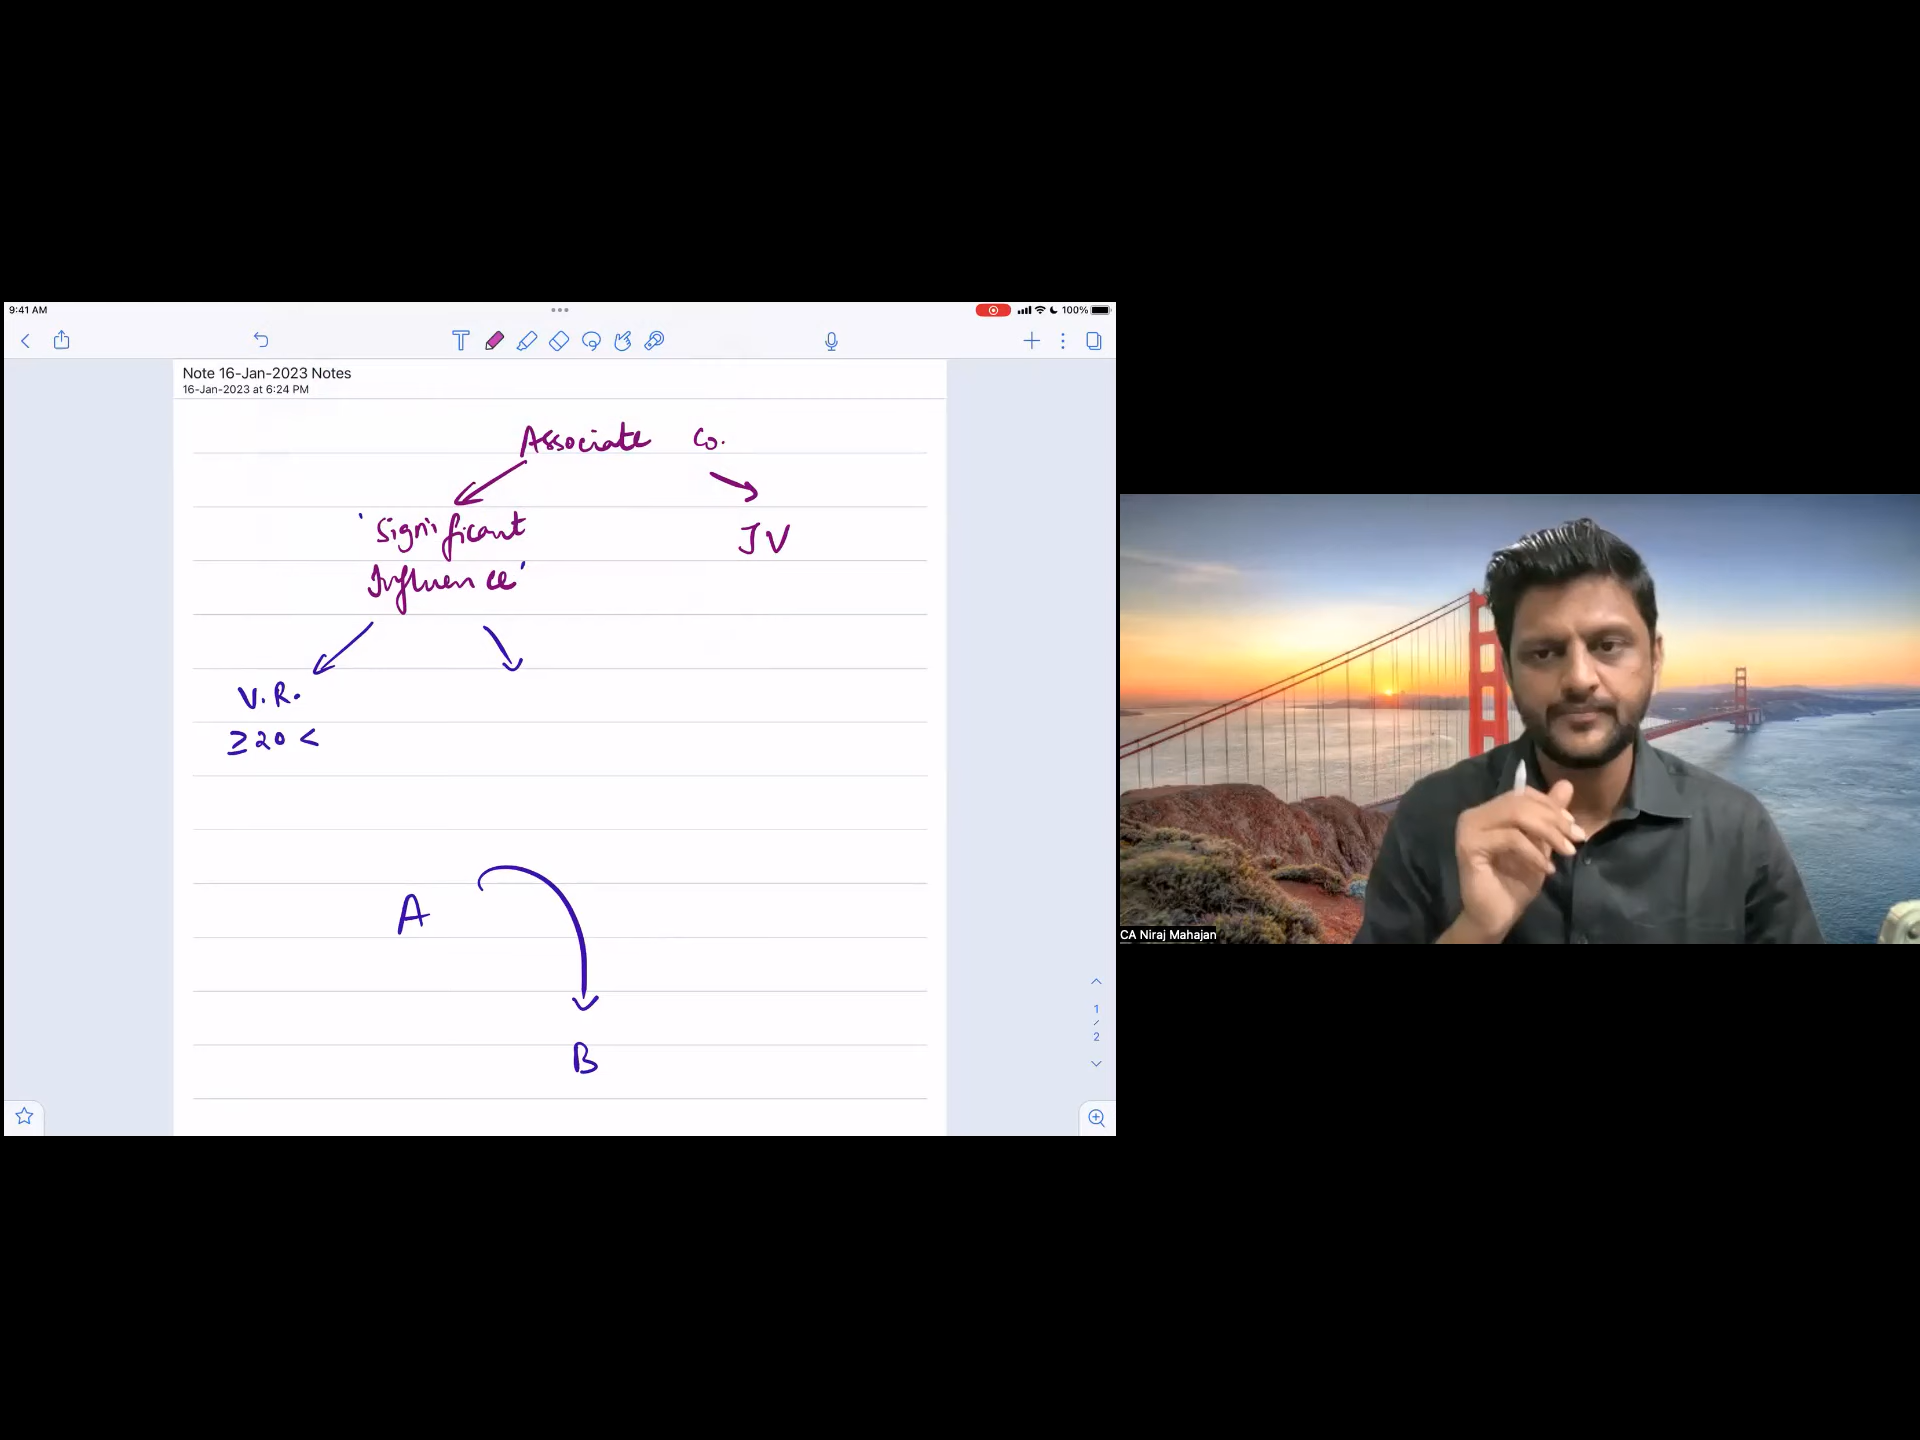 9:41 AM
100%
Note 16-Jan-2023 Notes
16-Jan-2023 at 6:24 PM
Associate Co.
'Significant JV
Influence'
V.R.
≥20 <
A
B
CA Niraj Mahajan
1
/
2